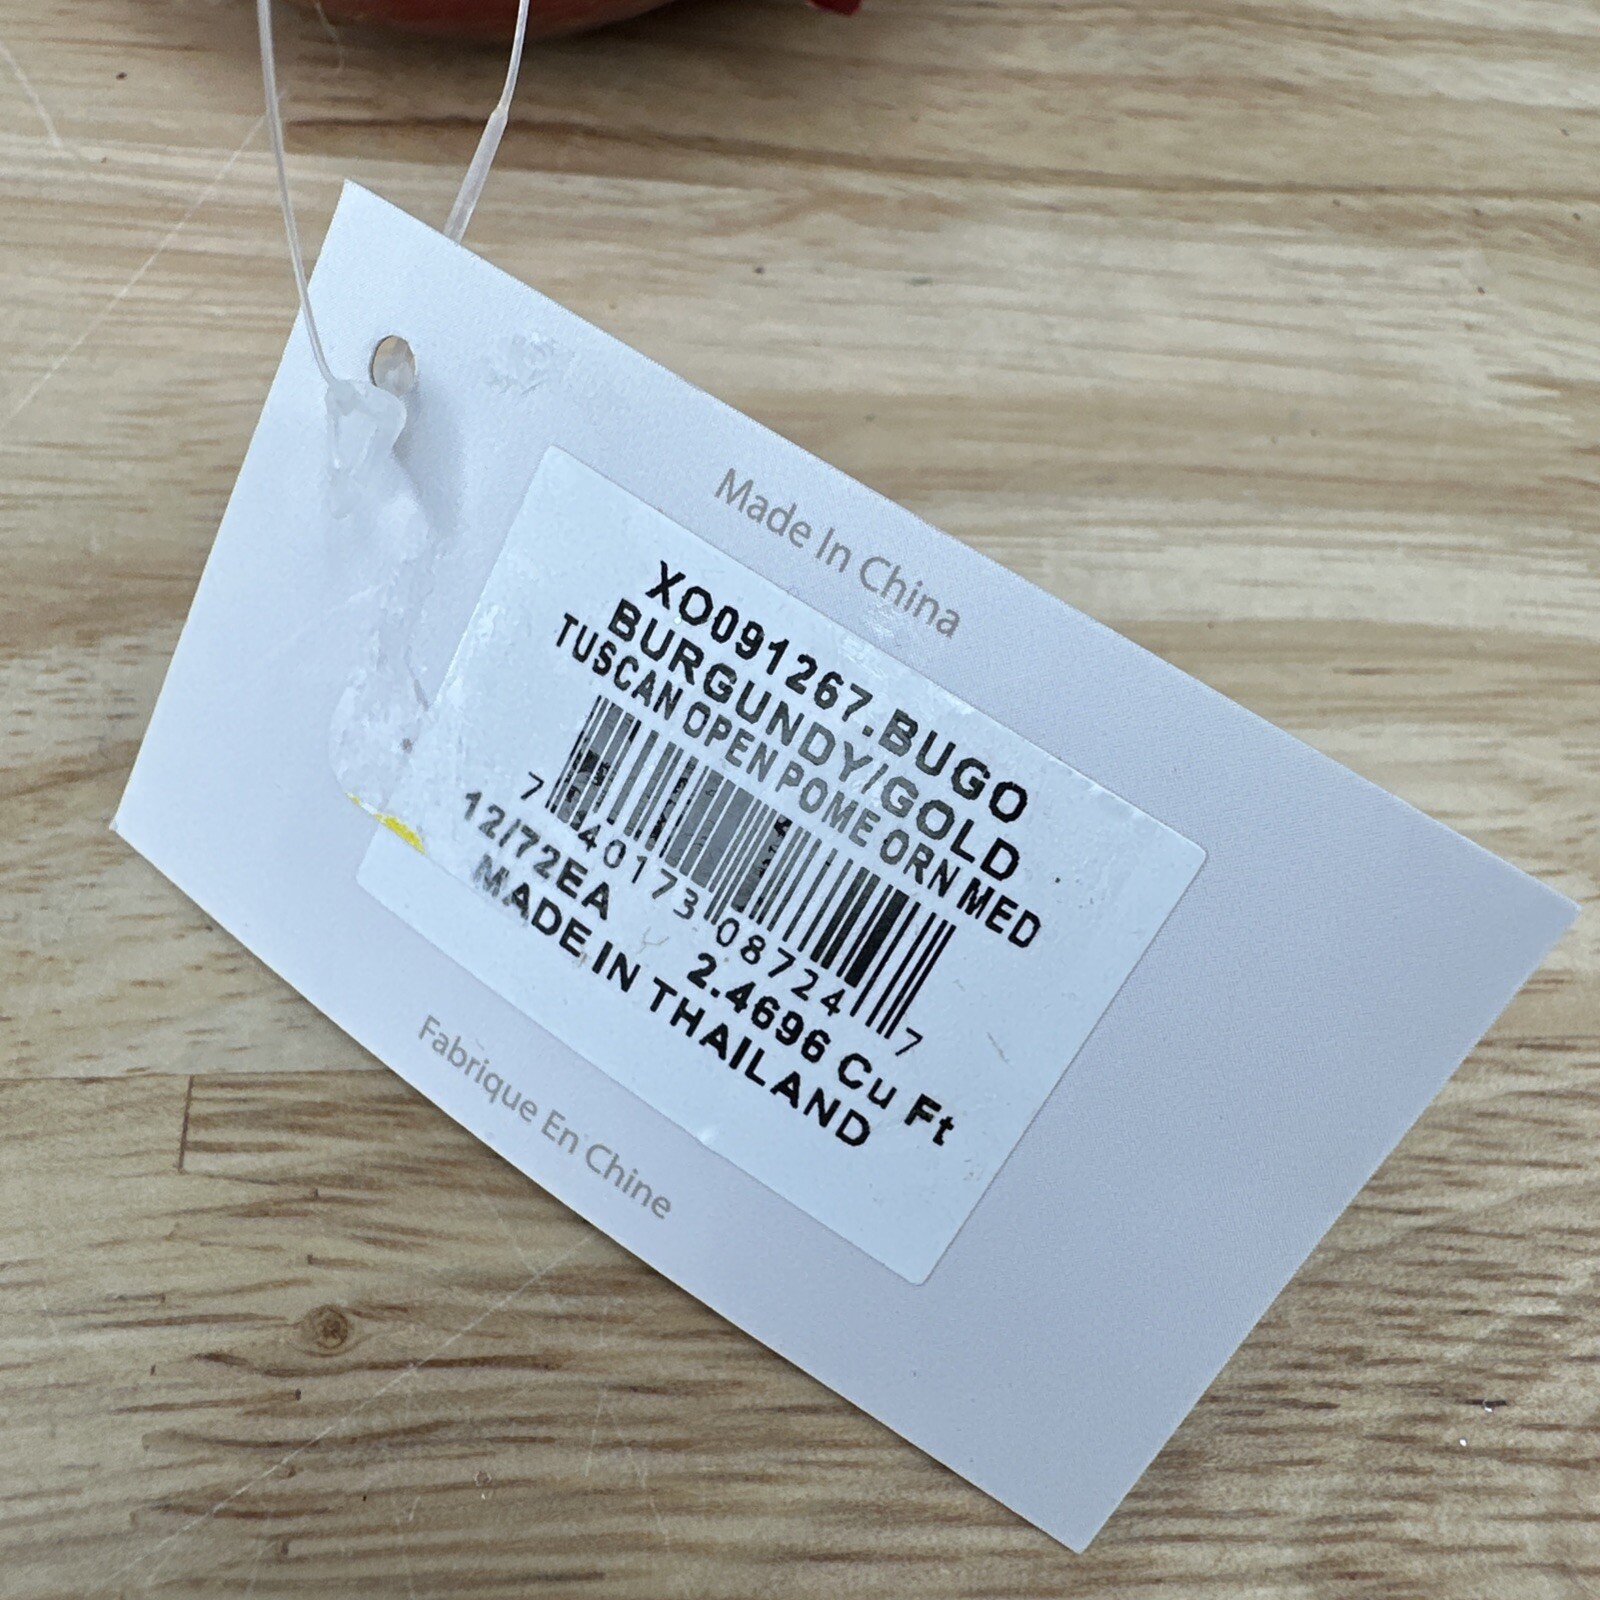 Made In China
XO091267.BUGO
BURGUNDY/GOLD
TUSCAN OPEN POME ORN MED
7 40173 08724 7
12/72EA 2.4696 Cu Ft
MADE IN THAILAND
Fabrique En Chine